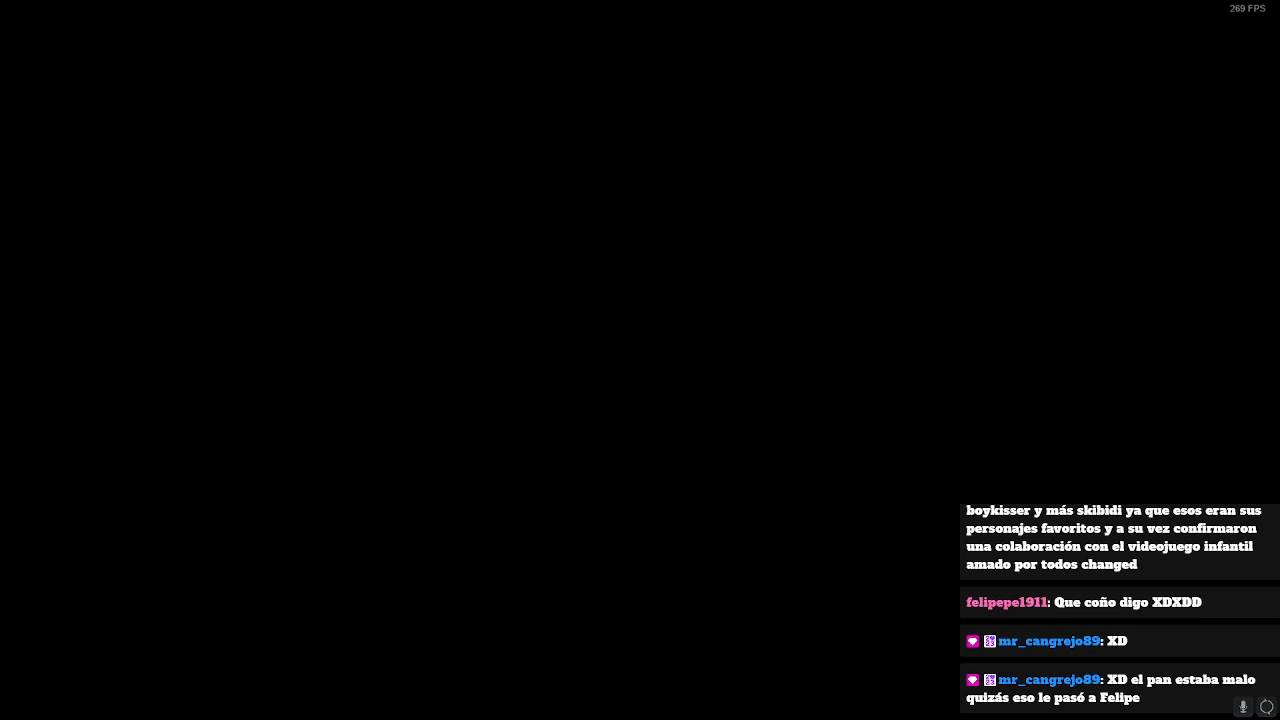 269 FPS
boykisser y más skibidi ya que esos eran sus
personajes favoritos y a su vez confirmaron
una colaboración con el videojuego infantil
amado por todos changed
felipepe1911: Que coño digo XDXDD
mr_cangrejo89: XD
mr_cangrejo89: XD el pan estaba malo
quizás eso le pasó a Felipe